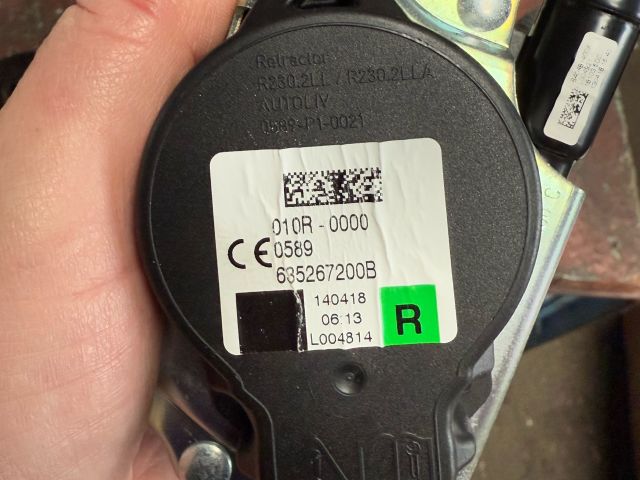 Retractor
R230.2LL / R230.2LLA
AUTOLIV
0589-P1-0021
010R-0000
CE 0589
635267200B
140418
06:13
L004814
R